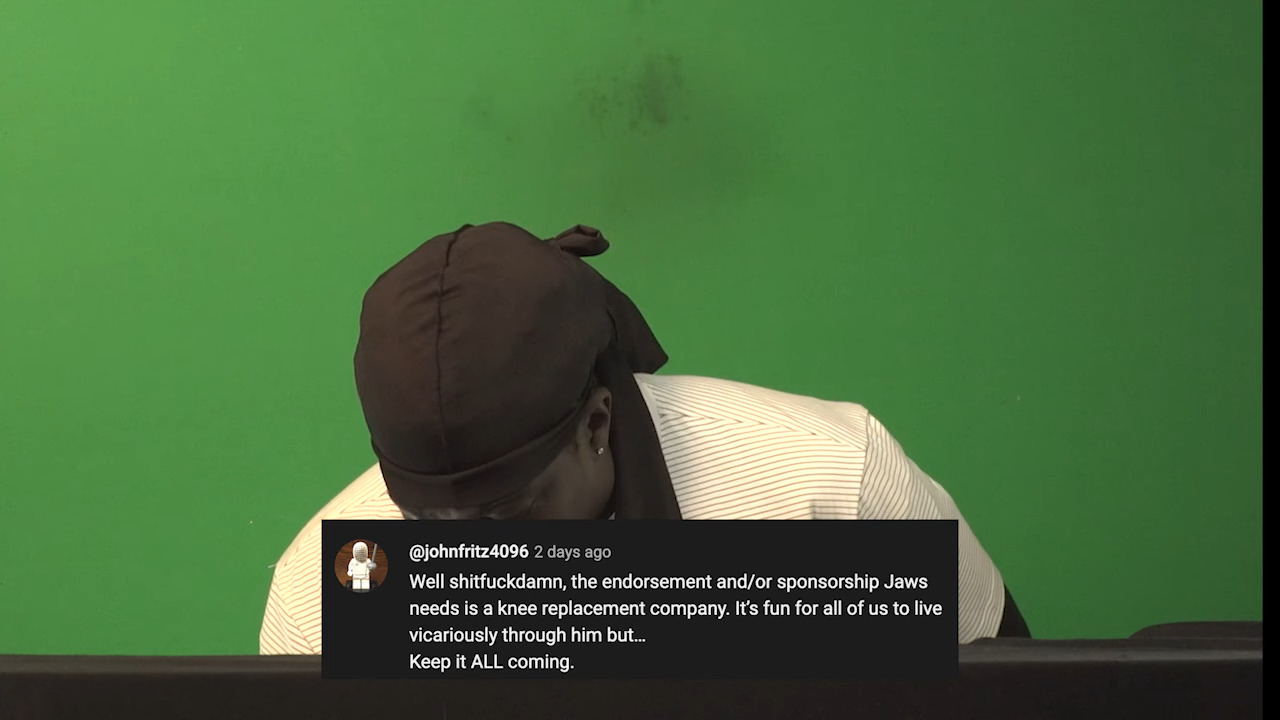 @johnfritz4096 2 days ago
Well shitfuckdamn, the endorsement and/or sponsorship Jaws
needs is a knee replacement company. It’s fun for all of us to live
vicariously through him but…
Keep it ALL coming.